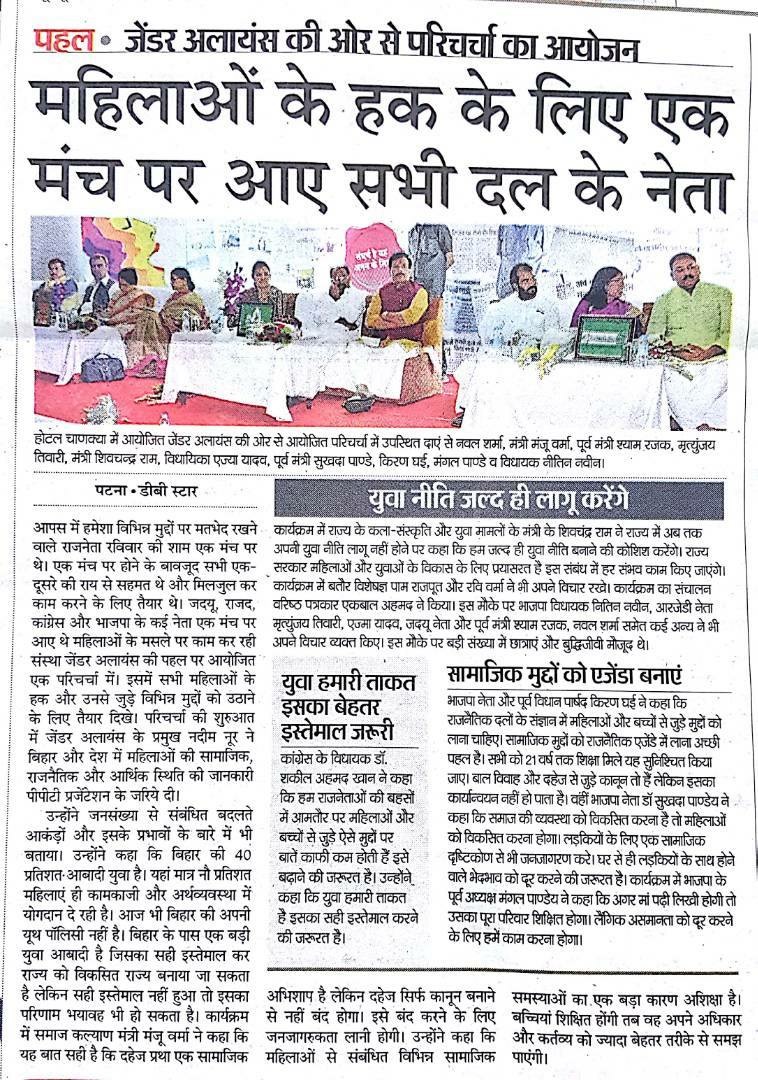 पहल • जेंडर अलायंस की ओर से परिचर्चा का आयोजन
महिलाओं के हक के लिए एक
मंच पर आए सभी दल के नेता
होटल चाणक्या में आयोजित जेंडर अलायंस की ओर से आयोजित परिचर्चा में उपस्थित दाएं से नवल शर्मा, मंत्री मंजू वर्मा, पूर्व मंत्री श्याम रजक, मृत्युंजय
तिवारी, मंत्री शिवचन्द्र राम, विधायिका एज्या यादव, पूर्व मंत्री सुखदा पाण्डे, किरण घई, मंगल पाण्डे व विधायक नीतिन नवीन।
पटना • डीबी स्टार
आपस में हमेशा विभिन्न मुद्दों पर मतभेद रखने
वाले राजनेता रविवार की शाम एक मंच पर
थे। एक मंच पर होने के बावजूद सभी एक-
दूसरे की राय से सहमत थे और मिलजुल कर
काम करने के लिए तैयार थे। जदयू, राजद,
कांग्रेस और भाजपा के कई नेता एक मंच पर
आए थे महिलाओं के मसले पर काम कर रही
संस्था जेंडर अलायंस की पहल पर आयोजित
एक परिचर्चा में। इसमें सभी महिलाओं के
हक और उनसे जुड़े विभिन्न मुद्दों को उठाने
के लिए तैयार दिखे। परिचर्चा की शुरुआत
में जेंडर अलायंस के प्रमुख नदीम नूर ने
बिहार और देश में महिलाओं की सामाजिक,
राजनैतिक और आर्थिक स्थिति की जानकारी
पीपीटी प्रजेंटेशन के जरिये दी।
उन्होंने जनसंख्या से संबंधित बदलते
आकंड़ों और इसके प्रभावों के बारे में भी
बताया। उन्होंने कहा कि बिहार की 40
प्रतिशत आबादी युवा है। यहां मात्र नौ प्रतिशत
महिलाएं ही कामकाजी और अर्थव्यवस्था में
योगदान दे रही है। आज भी बिहार की अपनी
यूथ पॉलिसी नहीं है। बिहार के पास एक बड़ी
युवा आबादी है जिसका सही इस्तेमाल कर
राज्य को विकसित राज्य बनाया जा सकता
है लेकिन सही इस्तेमाल नहीं हुआ तो इसका
परिणाम भयावह भी हो सकता है। कार्यक्रम
में समाज कल्याण मंत्री मंजू वर्मा ने कहा कि
यह बात सही है कि दहेज प्रथा एक सामाजिक
युवा नीति जल्द ही लागू करेंगे
कार्यक्रम में राज्य के कला-संस्कृति और युवा मामलों के मंत्री के शिवचंद्र राम ने राज्य में अब तक
अपनी युवा नीति लागू नहीं होने पर कहा कि हम जल्द ही युवा नीति बनाने की कोशिश करेंगे। राज्य
सरकार महिलाओं और युवाओं के विकास के लिए प्रयासरत है इस संबंध में हर संभव काम किए जाएंगे।
कार्यक्रम में बतौर विशेषज्ञ पाम राजपूत और रवि वर्मा ने भी अपने विचार रखे। कार्यक्रम का संचालन
वरिष्ठ पत्रकार एकबाल अहमद ने किया। इस मौके पर भाजपा विधायक नितिन नवीन, आरजेडी नेता
मृत्युंजय तिवारी, एज्मा यादव, जदयू नेता और पूर्व मंत्री श्याम रजक, नवल शर्मा समेत कई अन्य ने भी
अपने विचार व्यक्त किए। इस मौके पर बड़ी संख्या में छात्राएं और बुद्धिजीवी मौजूद थे।
युवा हमारी ताकत
इसका बेहतर
इस्तेमाल जरूरी
कांग्रेस के विधायक डॉ.
शकील अहमद खान ने कहा
कि हम राजनेताओं की बहसों
में आमतौर पर महिलाओं और
बच्चों से जुड़े ऐसे मुद्दों पर
बातें काफी कम होती हैं इसे
बढ़ाने की जरूरत है। उन्होंने
कहा कि युवा हमारी ताकत
है इसका सही इस्तेमाल करने
की जरूरत है।
सामाजिक मुद्दों को एजेंडा बनाएं
भाजपा नेता और पूर्व विधान पार्षद किरण घई ने कहा कि
राजनैतिक दलों के संज्ञान में महिलाओं और बच्चों से जुड़े मुद्दों को
लाना चाहिए। सामाजिक मुद्दों को राजनैतिक एजेंडे में लाना अच्छी
पहल है। सभी को 21 वर्ष तक शिक्षा मिले यह सुनिश्चित किया
जाए। बाल विवाह और दहेज से जुड़े कानून तो हैं लेकिन इसका
कार्यान्वयन नहीं हो पाता है। वहीं भाजपा नेता डॉ सुखदा पाण्डेय ने
कहा कि समाज की व्यवस्था को विकसित करना है तो महिलाओं
को विकसित करना होगा। लड़कियों के लिए एक सामाजिक
दृष्टिकोण से भी जनजागरण करे। घर से ही लड़कियों के साथ होने
वाले भेदभाव को दूर करने की जरूरत है। कार्यक्रम में भाजपा के
पूर्व अध्यक्ष मंगल पाण्डेय ने कहा कि अगर मां पढ़ी लिखी होगी तो
उसका पूरा परिवार शिक्षित होगा। लैंगिक असमानता को दूर करने
के लिए हमें काम करना होगा।
अभिशाप है लेकिन दहेज सिर्फ कानून बनाने
से नहीं बंद होगा। इसे बंद करने के लिए
जनजागरुकता लानी होगी। उन्होंने कहा कि
महिलाओं से संबंधित विभिन्न सामाजिक
समस्याओं का एक बड़ा कारण अशिक्षा है।
बच्चियां शिक्षित होंगी तब वह अपने अधिकार
और कर्तव्य को ज्यादा बेहतर तरीके से समझ
पाएंगी।